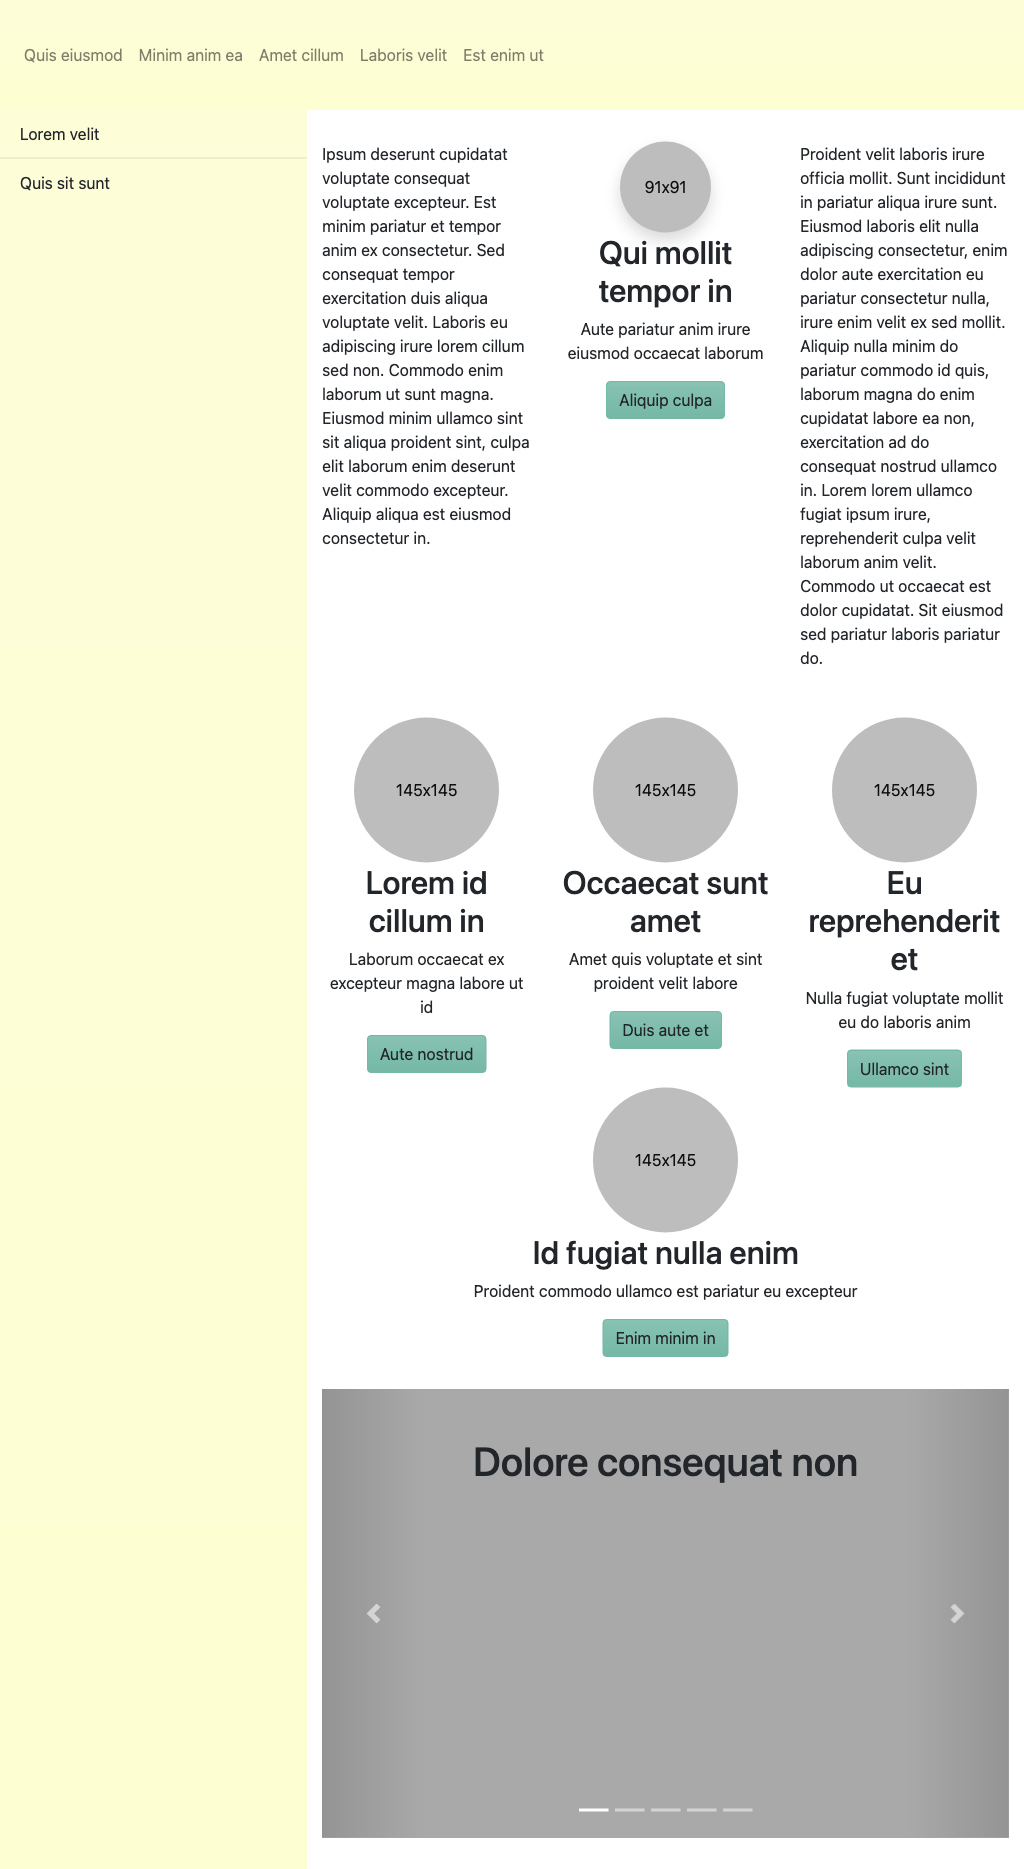 Quis eiusmod Minim anim ea Amet cillum Laboris velit Est enim ut
Lorem velit
Quis sit sunt
Ipsum deserunt cupidatat
voluptate consequat
voluptate excepteur. Est
minim pariatur et tempor
anim ex consectetur. Sed
consequat tempor
exercitation duis aliqua
voluptate velit. Laboris eu
adipiscing irure lorem cillum
sed non. Commodo enim
laborum ut sunt magna.
Eiusmod minim ullamco sint
sit aliqua proident sint, culpa
elit laborum enim deserunt
velit commodo excepteur.
Aliquip aliqua est eiusmod
consectetur in.
91x91
Qui mollit
tempor in
Aute pariatur anim irure
eiusmod occaecat laborum
Aliquip culpa
Proident velit laboris irure
officia mollit. Sunt incididunt
in pariatur aliqua irure sunt.
Eiusmod laboris elit nulla
adipiscing consectetur, enim
dolor aute exercitation eu
pariatur consectetur nulla,
irure enim velit ex sed mollit.
Aliquip nulla minim do
pariatur commodo id quis,
laborum magna do enim
cupidatat labore ea non,
exercitation ad do
consequat nostrud ullamco
in. Lorem lorem ullamco
fugiat ipsum irure,
reprehenderit culpa velit
laborum anim velit.
Commodo ut occaecat est
dolor cupidatat. Sit eiusmod
sed pariatur laboris pariatur
do.
145x145
Lorem id
cillum in
Laborum occaecat ex
excepteur magna labore ut
id
Aute nostrud
145x145
Occaecat sunt
amet
Amet quis voluptate et sint
proident velit labore
Duis aute et
145x145
Eu
reprehenderit
et
Nulla fugiat voluptate mollit
eu do laboris anim
Ullamco sint
145x145
Id fugiat nulla enim
Proident commodo ullamco est pariatur eu excepteur
Enim minim in
Dolore consequat non